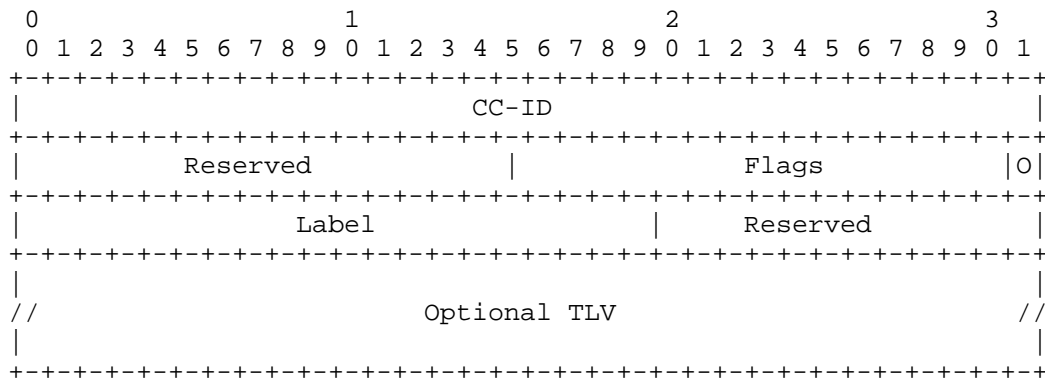 0                   1                   2                   3
 0 1 2 3 4 5 6 7 8 9 0 1 2 3 4 5 6 7 8 9 0 1 2 3 4 5 6 7 8 9 0 1
+-+-+-+-+-+-+-+-+-+-+-+-+-+-+-+-+-+-+-+-+-+-+-+-+-+-+-+-+-+-+-+-+
|                            CC-ID                              |
+-+-+-+-+-+-+-+-+-+-+-+-+-+-+-+-+-+-+-+-+-+-+-+-+-+-+-+-+-+-+-+-+
|          Reserved             |              Flags          |O|
+-+-+-+-+-+-+-+-+-+-+-+-+-+-+-+-+-+-+-+-+-+-+-+-+-+-+-+-+-+-+-+-+
|                 Label                 |     Reserved          |
+-+-+-+-+-+-+-+-+-+-+-+-+-+-+-+-+-+-+-+-+-+-+-+-+-+-+-+-+-+-+-+-+
|                                                               |
//                        Optional TLV                         //
|                                                               |
+-+-+-+-+-+-+-+-+-+-+-+-+-+-+-+-+-+-+-+-+-+-+-+-+-+-+-+-+-+-+-+-+